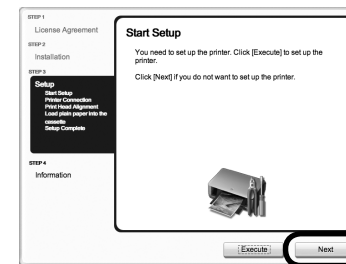 STEP 1
License Agreement
STEP 2
Installation
STEP 3
Setup
Start Setup
Printer Connection
Print Head Alignment
Load plain paper into the
cassette
Setup Complete
STEP 4
Information
Start Setup
You need to set up the printer. Click [Execute] to set up the
printer.
Click [Next] if you do not want to set up the printer.
Execute
Next